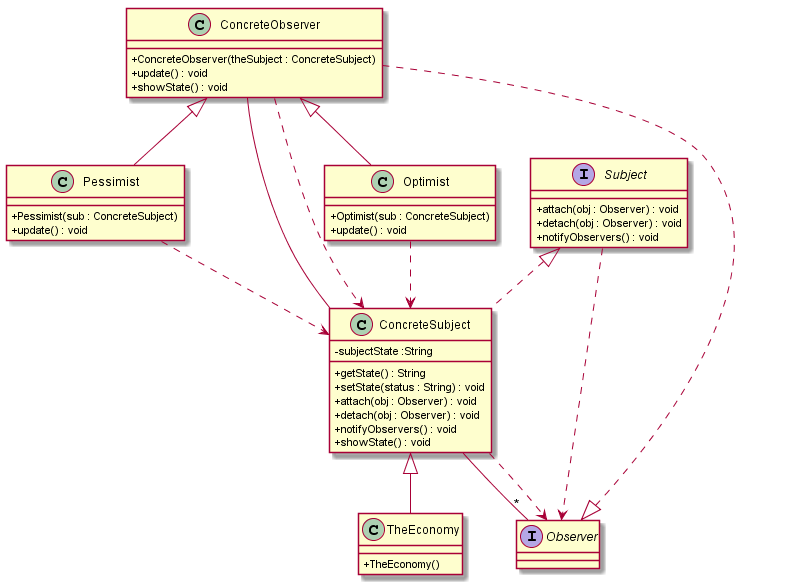 C ConcreteObserver
+ConcreteObserver(theSubject : ConcreteSubject)
+update() : void
+showState() : void
C Pessimist
+Pessimist(sub : ConcreteSubject)
+update() : void
C Optimist
+Optimist(sub : ConcreteSubject)
+update() : void
I Subject
+attach(obj : Observer) : void
+detach(obj : Observer) : void
+notifyObservers() : void
C ConcreteSubject
-subjectState :String
+getState() : String
+setState(status : String) : void
+attach(obj : Observer) : void
+detach(obj : Observer) : void
+notifyObservers() : void
+showState() : void
*
C TheEconomy
+TheEconomy()
I Observer